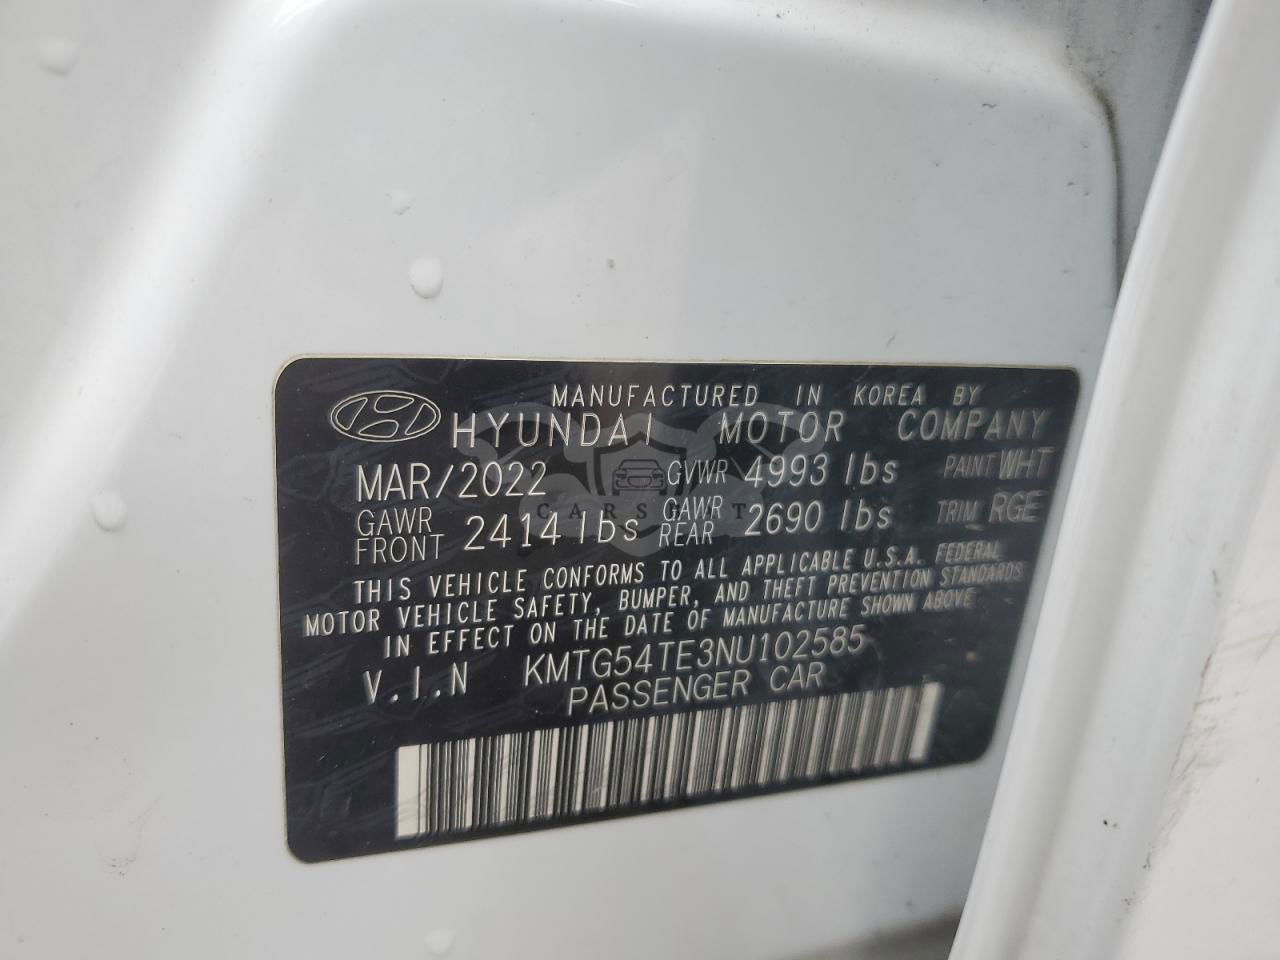 MANUFACTURED IN KOREA BY
HYUNDAI MOTOR COMPANY
MAR/2022 GVWR 4993 lbs PAINT WHT
GAWR FRONT 2414 lbs GAWR REAR 2690 lbs TRIM RGE
THIS VEHICLE CONFORMS TO ALL APPLICABLE U.S.A. FEDERAL
MOTOR VEHICLE SAFETY, BUMPER, AND THEFT PREVENTION STANDARDS
IN EFFECT ON THE DATE OF MANUFACTURE SHOWN ABOVE
V.I.N KMTG54TE3NU102585
PASSENGER CAR